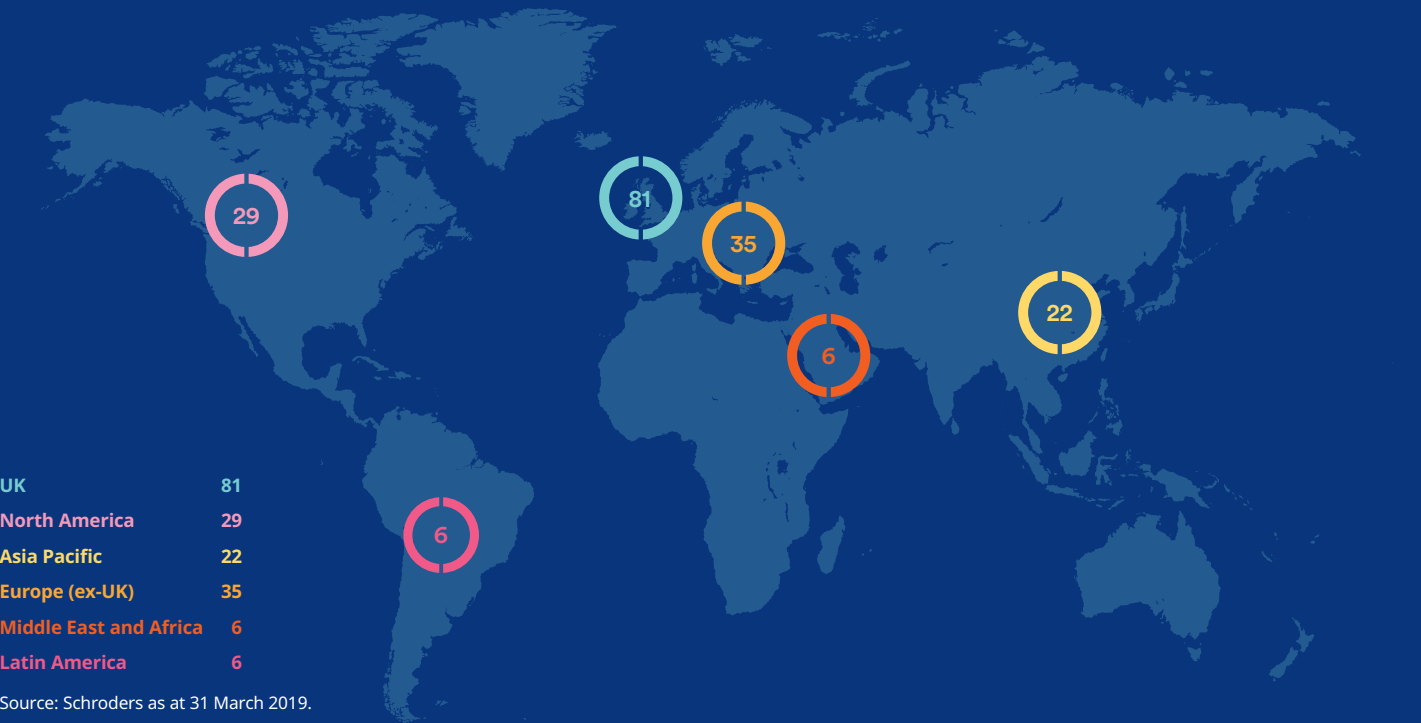 81
29
35
22
6
6
UK 81
North America 29
Asia Pacific 22
Europe (ex-UK) 35
Middle East and Africa 6
Latin America 6
Source: Schroders as at 31 March 2019.